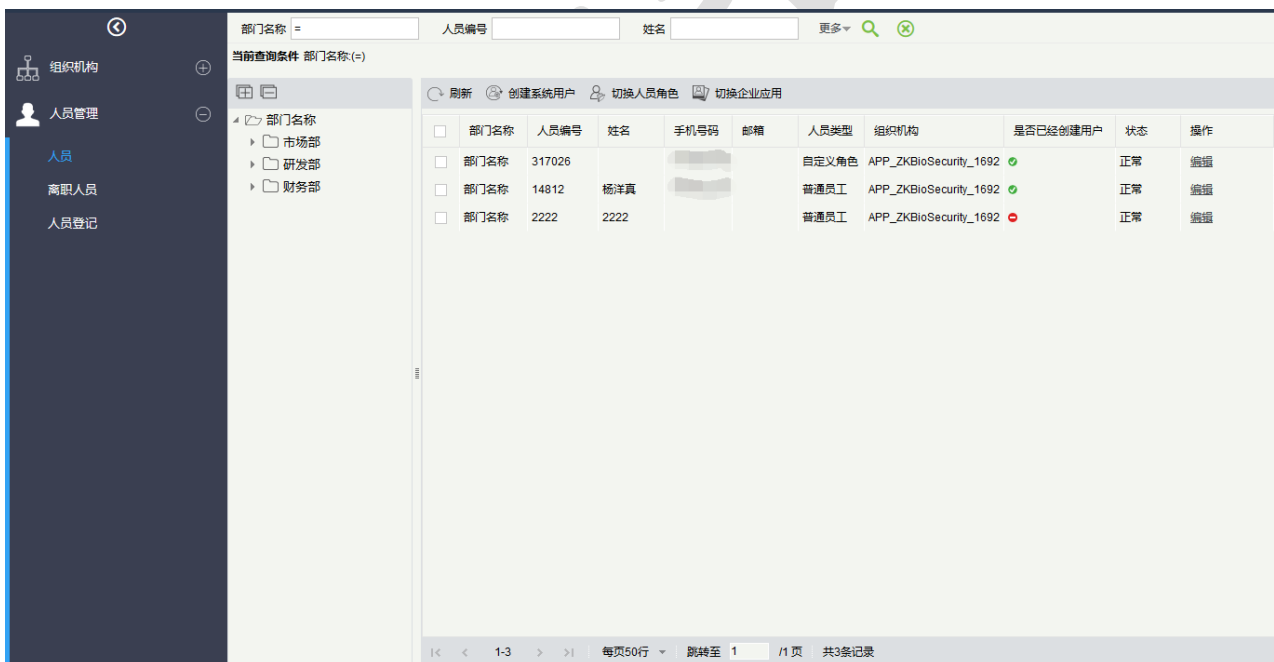 部门名称 = 人员编号 姓名 更多
当前查询条件 部门名称:(=)
组织机构
人员管理
人员
离职人员
人员登记
部门名称
市场部
研发部
财务部
刷新 创建系统用户 切换人员角色 切换企业应用
部门名称 人员编号 姓名 手机号码 邮箱 人员类型 组织机构 是否已经创建用户 状态 操作
部门名称 317026 自定义角色 APP_ZKBioSecurity_1692 正常 编辑
部门名称 14812 杨洋真 普通员工 APP_ZKBioSecurity_1692 正常 编辑
部门名称 2222 2222 普通员工 APP_ZKBioSecurity_1692 正常 编辑
|< < 1-3 > >| 每页50行 跳转至 1 /1 页 共3条记录